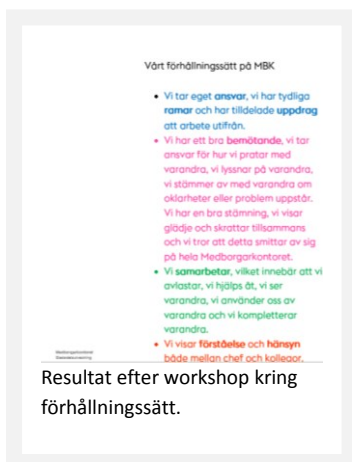 Vårt förhållningssätt på MBK
• Vi tar eget ansvar, vi har tydliga
ramar och har tilldelade uppdrag
att arbeta utifrån.
• Vi har ett bra bemötande, vi tar
ansvar för hur vi pratar med
varandra, vi lyssnar på varandra,
vi stämmer av med varandra om
oklarheter eller problem uppstår.
Vi har en bra stämning, vi visar
glädje och skrattar tillsammans
och vi tror att detta smittar av sig
på hela Medborgarkontoret.
• Vi samarbetar, vilket innebär att vi
avlastar, vi hjälps åt, vi ser
varandra, vi använder oss av
varandra och vi kompletterar
varandra.
• Vi visar förståelse och hänsyn
både mellan chef och kollegor,
Resultat efter workshop kring
förhållningssätt.